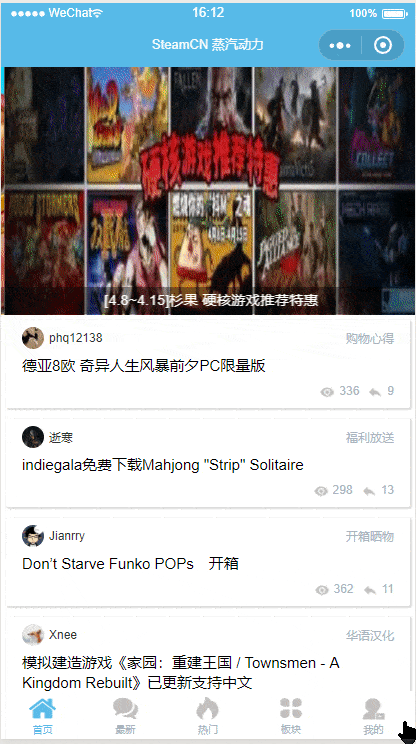 WeChat
16:12
100%
SteamCN 蒸汽动力
硬核游戏推荐特惠
[4.8~4.15]杉果 硬核游戏推荐特惠
phq12138
购物心得
德亚8欧 奇异人生风暴前夕PC限量版
336
9
逝寒
福利放送
indiegala免费下载Mahjong "Strip" Solitaire
298
13
Jianrry
开箱晒物
Don't Starve Funko POPs 开箱
362
11
Xnee
华语汉化
模拟建造游戏《家园：重建王国 / Townsmen - A
Kingdom Rebuilt》已更新支持中文
首页
最新
热门
板块
我的